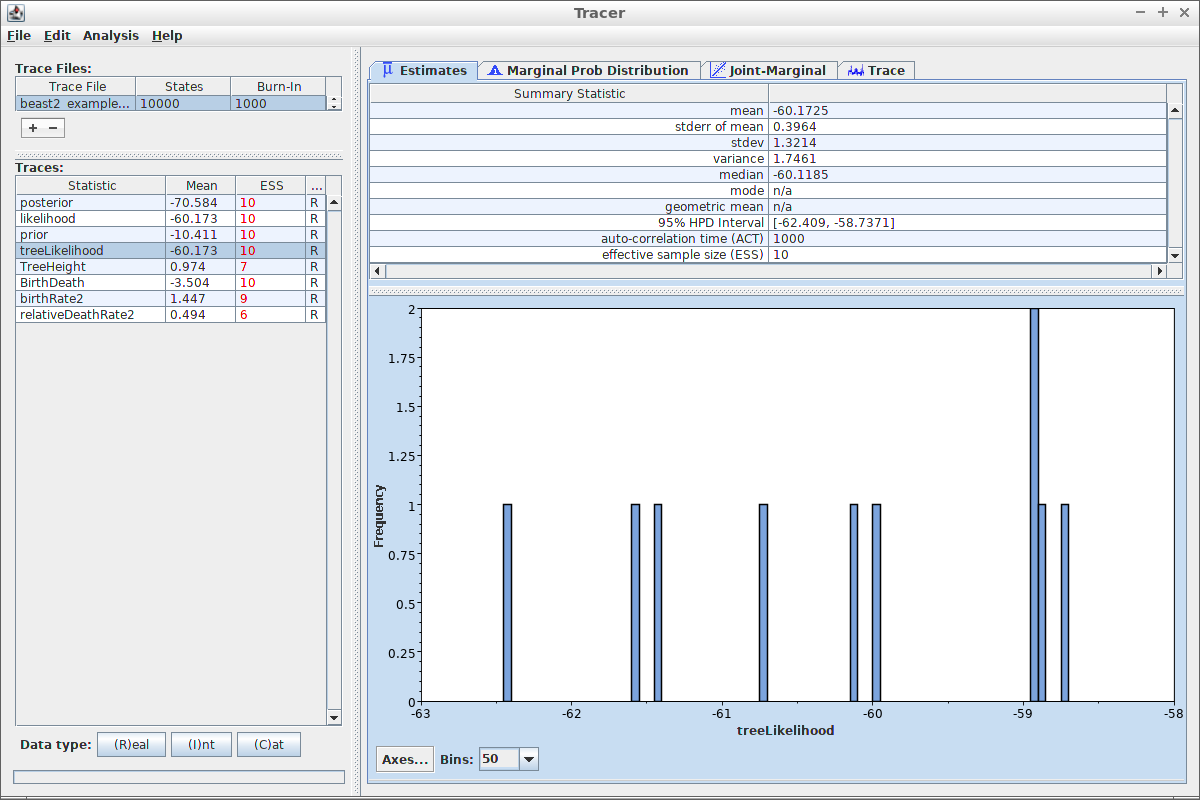 Tracer
File Edit Analysis Help
Trace Files:
Trace File States Burn-In
beast2_example... 10000 1000
+ −
Traces:
Statistic Mean ESS ...
posterior -70.584 10 R
likelihood -60.173 10 R
prior -10.411 10 R
treeLikelihood -60.173 10 R
TreeHeight 0.974 7 R
BirthDeath -3.504 10 R
birthRate2 1.447 9 R
relativeDeathRate2 0.494 6 R
Data type: (R)eal (I)nt (C)at
Estimates Marginal Prob Distribution Joint-Marginal Trace
Summary Statistic
mean -60.1725
stderr of mean 0.3964
stdev 1.3214
variance 1.7461
median -60.1185
mode n/a
geometric mean n/a
95% HPD Interval [-62.409, -58.7371]
auto-correlation time (ACT) 1000
effective sample size (ESS) 10
Frequency
2
1.75
1.5
1.25
1
0.75
0.5
0.25
0
-63 -62 -61 -60 -59 -58
treeLikelihood
Axes... Bins: 50